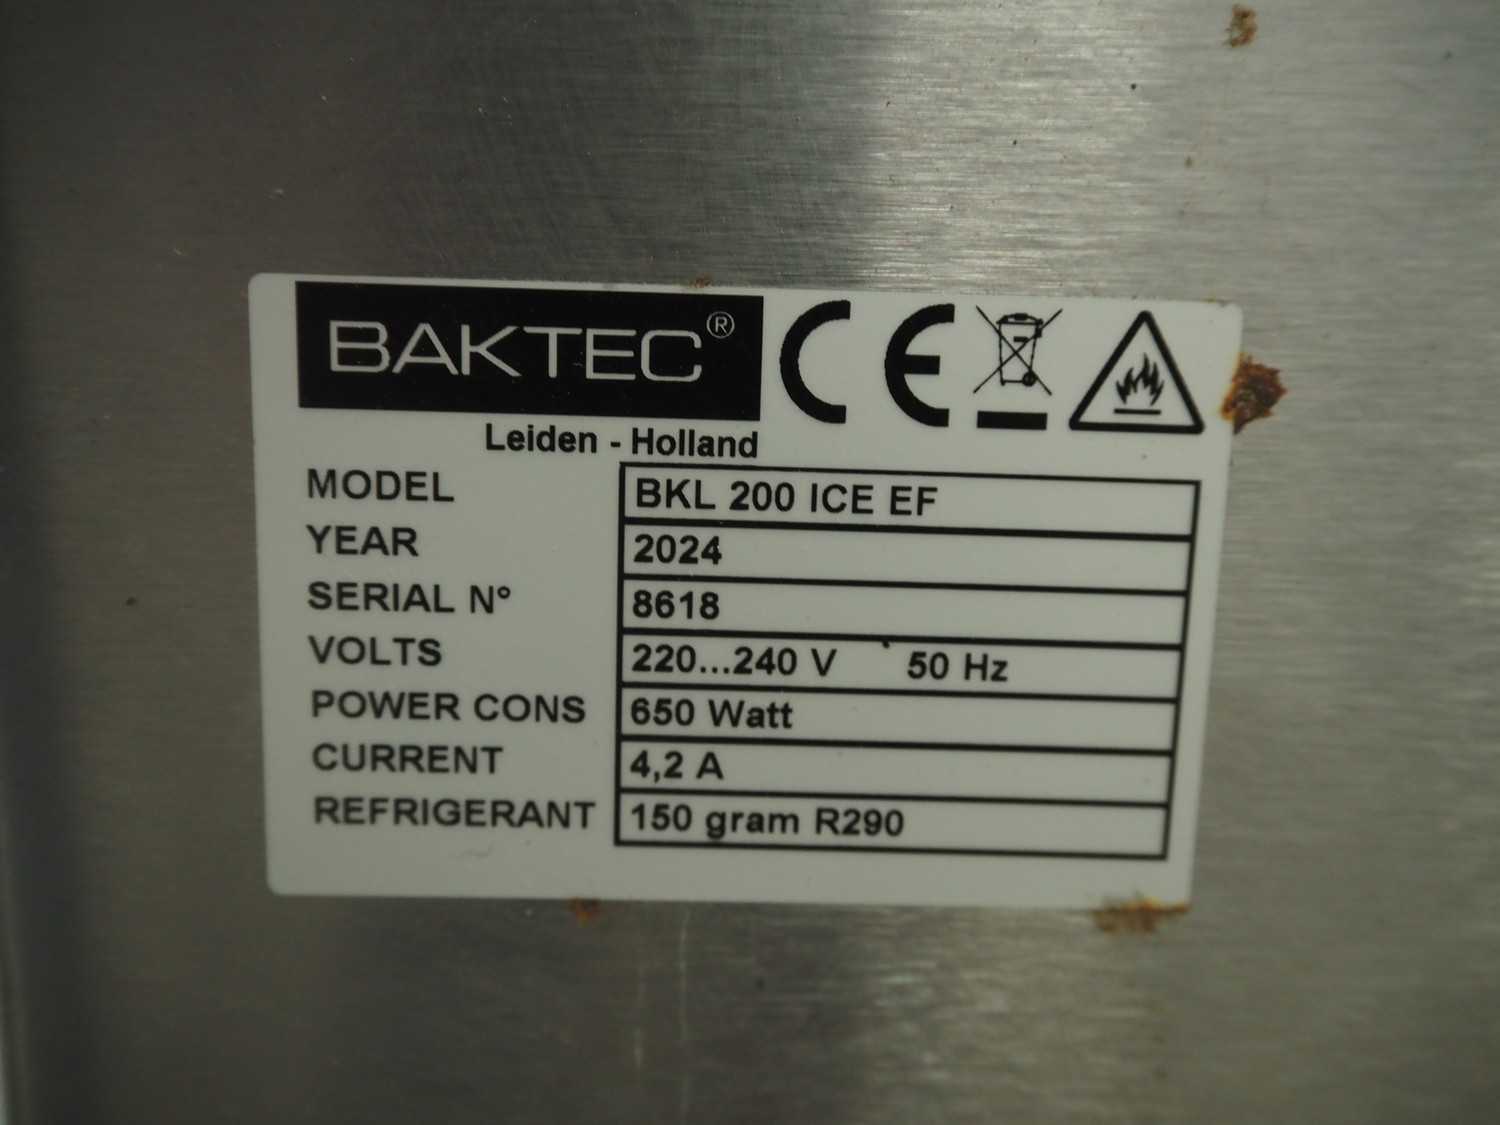 BAKTEC®
CE
Leiden - Holland
MODEL BKL 200 ICE EF
YEAR 2024
SERIAL N° 8618
VOLTS 220...240 V 50 Hz
POWER CONS 650 Watt
CURRENT 4,2 A
REFRIGERANT 150 gram R290